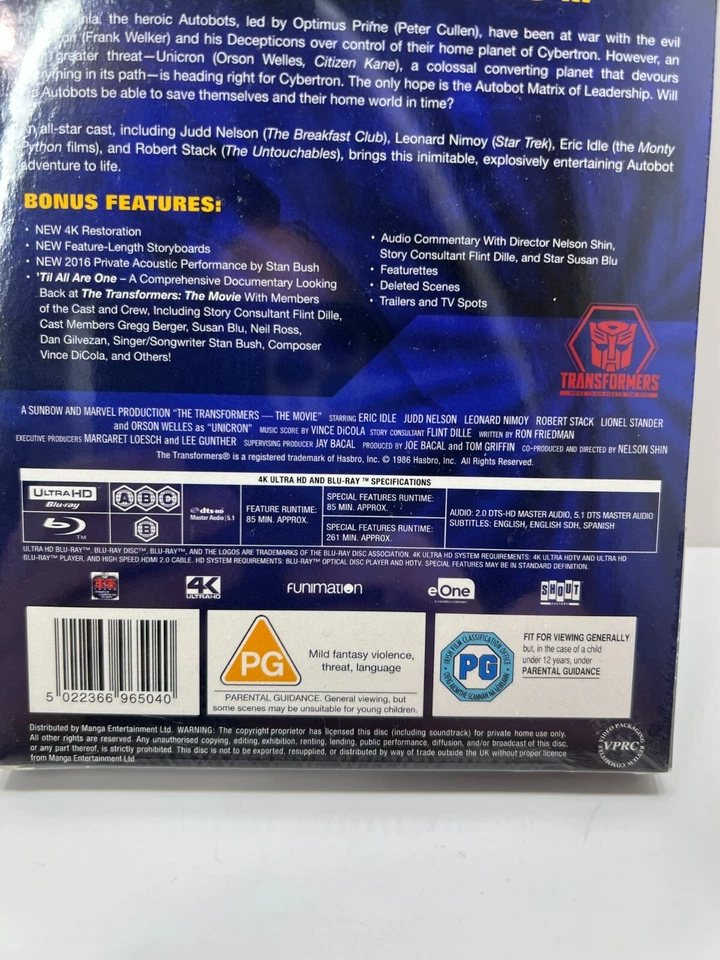 the heroic Autobots, led by Optimus Prime (Peter Cullen), have been at war with the evil
(Frank Welker) and his Decepticons over control of their home planet of Cybertron. However, an
greater threat—Unicron (Orson Welles, Citizen Kane), a colossal converting planet that devours
everything in its path—is heading right for Cybertron. The only hope is the Autobot Matrix of Leadership. Will
Autobots be able to save themselves and their home world in time?
An all-star cast, including Judd Nelson (The Breakfast Club), Leonard Nimoy (Star Trek), Eric Idle (the Monty
Python films), and Robert Stack (The Untouchables), brings this inimitable, explosively entertaining Autobot
adventure to life.
BONUS FEATURES:
• NEW 4K Restoration
• NEW Feature-Length Storyboards
• NEW 2016 Private Acoustic Performance by Stan Bush
• 'Til All Are One – A Comprehensive Documentary Looking
Back at The Transformers: The Movie With Members
of the Cast and Crew, Including Story Consultant Flint Dille,
Cast Members Gregg Berger, Susan Blu, Neil Ross,
Dan Gilvezan, Singer/Songwriter Stan Bush, Composer
Vince DiCola, and Others!
• Audio Commentary With Director Nelson Shin,
Story Consultant Flint Dille, and Star Susan Blu
• Featurettes
• Deleted Scenes
• Trailers and TV Spots
TRANSFORMERS
A SUNBOW AND MARVEL PRODUCTION "THE TRANSFORMERS — THE MOVIE" STARRING ERIC IDLE JUDD NELSON LEONARD NIMOY ROBERT STACK LIONEL STANDER
and ORSON WELLES as "UNICRON" MUSIC SCORE BY VINCE DiCOLA STORY CONSULTANT FLINT DILLE WRITTEN BY RON FRIEDMAN
EXECUTIVE PRODUCERS MARGARET LOESCH and LEE GUNTHER SUPERVISING PRODUCER JAY BACAL PRODUCED BY JOE BACAL and TOM GRIFFIN CO-PRODUCED AND DIRECTED BY NELSON SHIN
The Transformers® is a registered trademark of Hasbro, Inc. © 1986 Hasbro, Inc. All Rights Reserved.
4K ULTRA HD AND BLU-RAY™ SPECIFICATIONS
ULTRA HD Blu-ray
A B C
B
dts-HD Master Audio 5.1
FEATURE RUNTIME:
85 MIN. APPROX.
SPECIAL FEATURES RUNTIME:
85 MIN. APPROX.
SPECIAL FEATURES RUNTIME:
261 MIN. APPROX.
AUDIO: 2.0 DTS-HD MASTER AUDIO, 5.1 DTS MASTER AUDIO
SUBTITLES: ENGLISH, ENGLISH SDH, SPANISH
ULTRA HD BLU-RAY™, BLU-RAY DISC™, BLU-RAY™, AND THE LOGOS ARE TRADEMARKS OF THE BLU-RAY DISC ASSOCIATION. 4K ULTRA HD SYSTEM REQUIREMENTS: 4K ULTRA HDTV AND ULTRA HD
BLU-RAY™ PLAYER, AND HIGH SPEED HDMI 2.0 CABLE. HD SYSTEM REQUIREMENTS: BLU-RAY™ OPTICAL DISC PLAYER AND HDTV. SPECIAL FEATURES MAY BE IN STANDARD DEFINITION.
4K ULTRA HD
FUNIMATION
eOne
SHOUT
5 022366 965040
PG
Mild fantasy violence,
threat, language
PARENTAL GUIDANCE. General viewing, but
some scenes may be unsuitable for young children.
IRISH FILM CLASSIFICATION OFFICE
PG
FIT FOR VIEWING GENERALLY
but, in the case of a child
under 12 years, under
PARENTAL GUIDANCE
Distributed by Manga Entertainment Ltd. WARNING: The copyright proprietor has licensed this disc (including soundtrack) for private home use only.
All other rights are reserved. Any unauthorised copying, editing, exhibition, renting, lending, public performance, diffusion, and/or broadcast of this disc,
or any part thereof, is strictly prohibited. This disc is not to be exported, resupplied, or distributed by way of trade outside the UK without proper licence
from Manga Entertainment Ltd.
VIDEO PACKAGING REVIEW COMMITTEE
VPRC